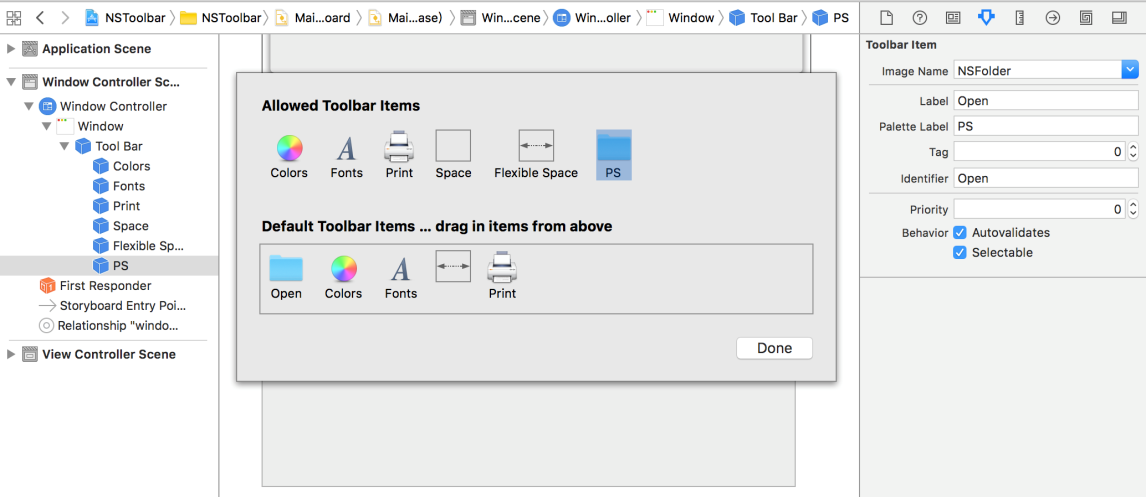 NSToolbar
NSToolbar
Mai...oard
Mai...ase)
Win...cene
Win...oller
Window
Tool Bar
PS
Application Scene
Window Controller Sc...
Window Controller
Window
Tool Bar
Colors
Fonts
Print
Space
Flexible Sp...
PS
First Responder
Storyboard Entry Poi...
Relationship "windo...
View Controller Scene
Allowed Toolbar Items
Colors
Fonts
Print
Space
Flexible Space
PS
Default Toolbar Items ... drag in items from above
Open
Colors
Fonts
Print
Done
Toolbar Item
Image Name NSFolder
Label Open
Palette Label PS
Tag 0
Identifier Open
Priority 0
Behavior Autovalidates
Selectable